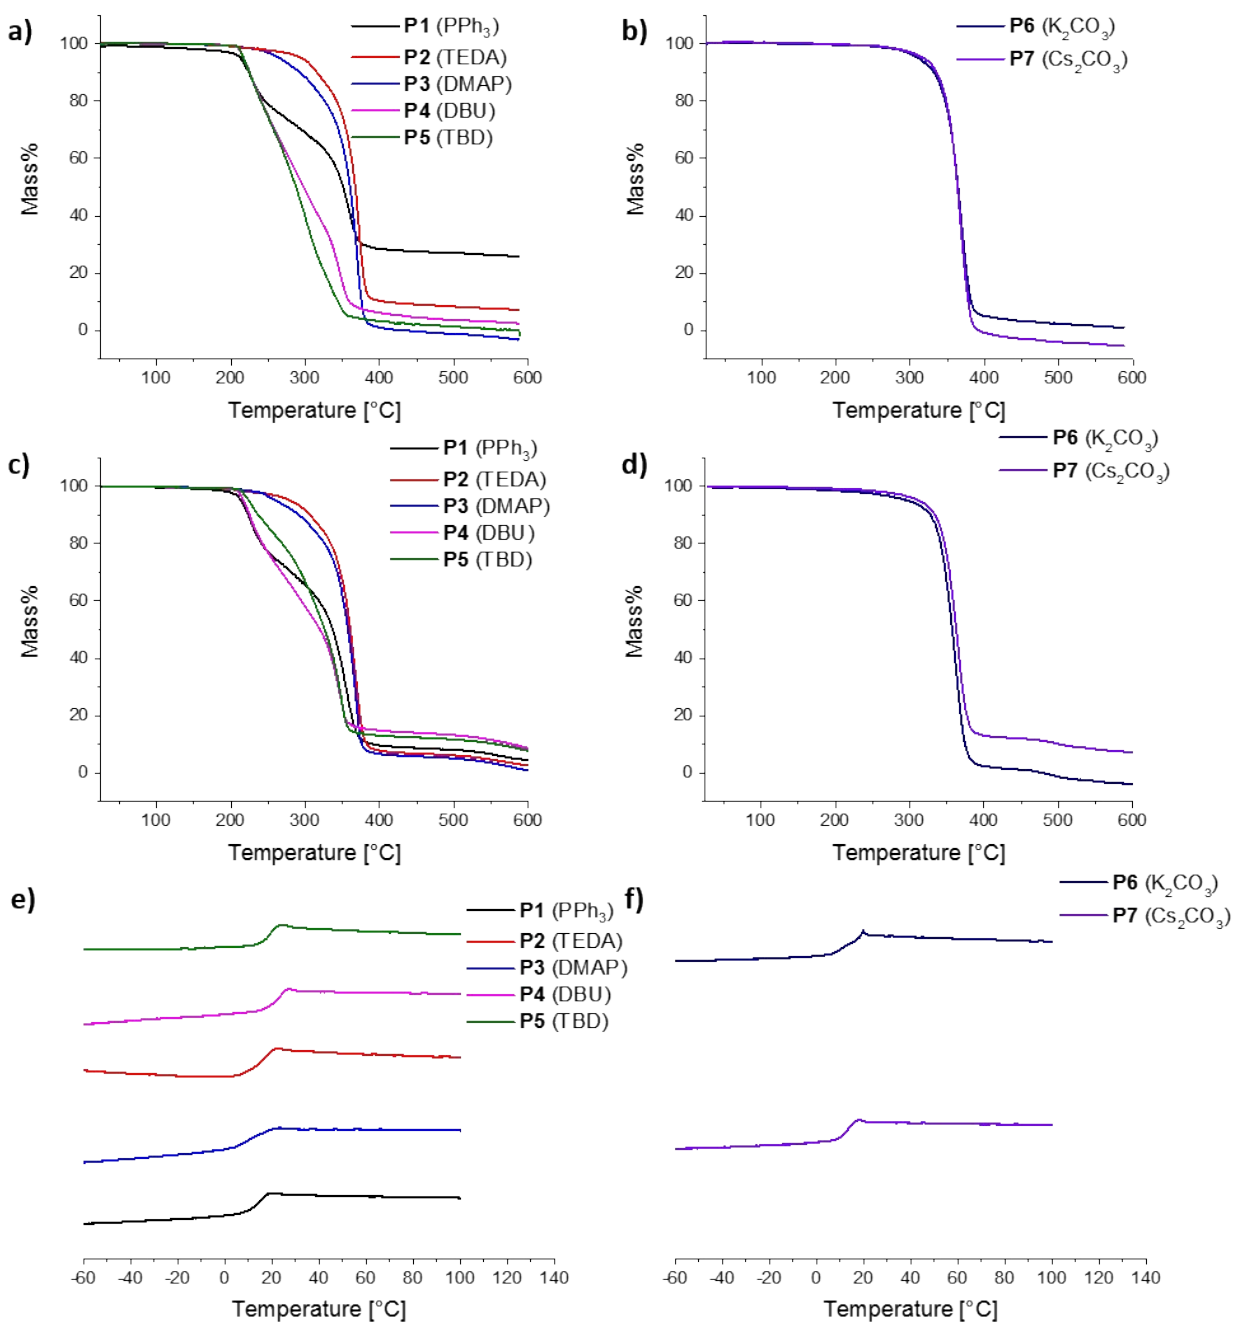 a)
P1 (PPh₃)
P2 (TEDA)
P3 (DMAP)
P4 (DBU)
P5 (TBD)
Mass%
100
80
60
40
20
0
100 200 300 400 500 600
Temperature [°C]
b)
P6 (K₂CO₃)
P7 (Cs₂CO₃)
Mass%
100
80
60
40
20
0
100 200 300 400 500 600
Temperature [°C]
c)
P1 (PPh₃)
P2 (TEDA)
P3 (DMAP)
P4 (DBU)
P5 (TBD)
Mass%
100
80
60
40
20
0
100 200 300 400 500 600
Temperature [°C]
d)
P6 (K₂CO₃)
P7 (Cs₂CO₃)
Mass%
100
80
60
40
20
0
100 200 300 400 500 600
Temperature [°C]
e)
P1 (PPh₃)
P2 (TEDA)
P3 (DMAP)
P4 (DBU)
P5 (TBD)
-60 -40 -20 0 20 40 60 80 100 120 140
Temperature [°C]
f)
P6 (K₂CO₃)
P7 (Cs₂CO₃)
-60 -40 -20 0 20 40 60 80 100 120 140
Temperature [°C]